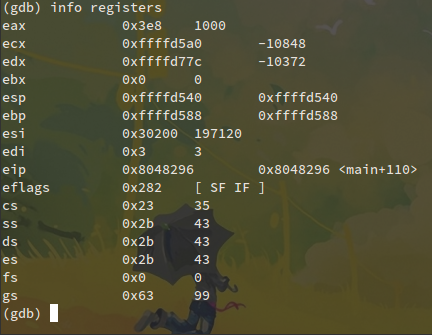 (gdb) info registers
eax            0x3e8    1000
ecx            0xffffd5a0       -10848
edx            0xffffd77c       -10372
ebx            0x0      0
esp            0xffffd540       0xffffd540
ebp            0xffffd588       0xffffd588
esi            0x30200  197120
edi            0x3      3
eip            0x8048296        0x8048296 <main+110>
eflags         0x282    [ SF IF ]
cs             0x23     35
ss             0x2b     43
ds             0x2b     43
es             0x2b     43
fs             0x0      0
gs             0x63     99
(gdb)